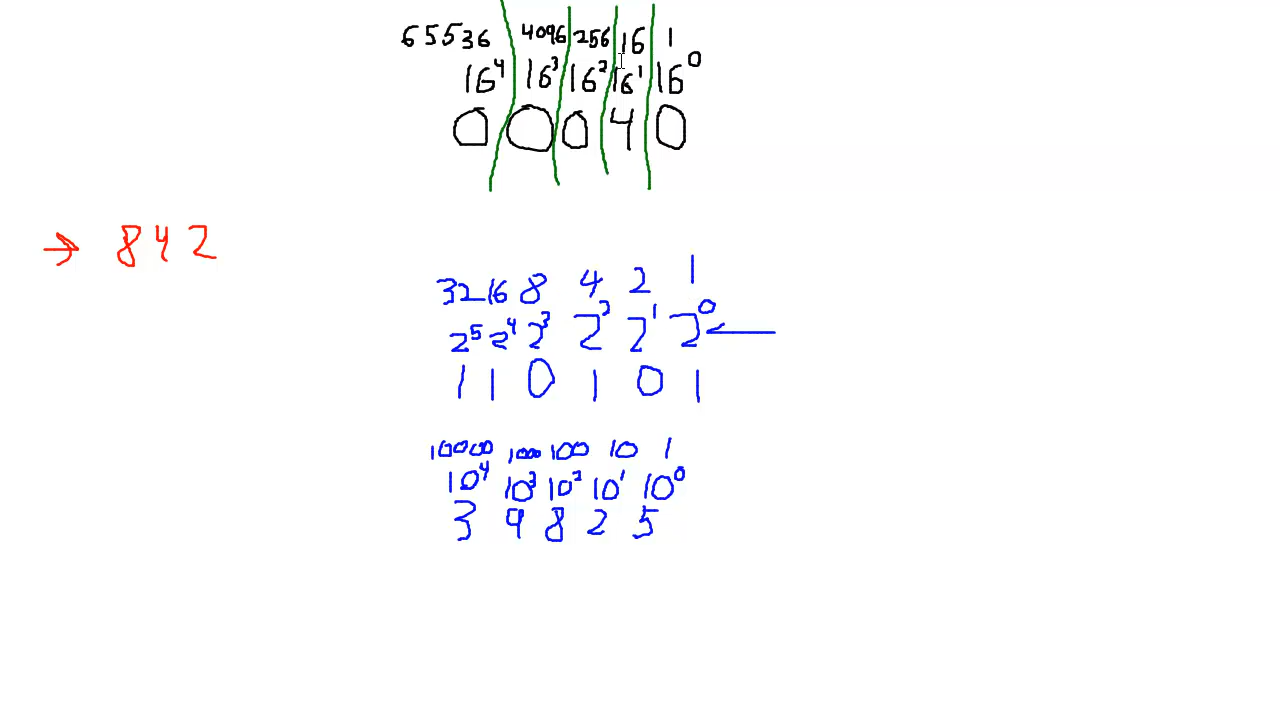 65536 4096 256 16 1
16⁴ 16³ 16² 16¹ 16⁰
0 0 0 4 0
→ 842
32 16 8 4 2 1
2⁵ 2⁴ 2³ 2² 2¹ 2⁰
1 1 0 1 0 1
10000 1000 100 10 1
10⁴ 10³ 10² 10¹ 10⁰
3 9 8 2 5